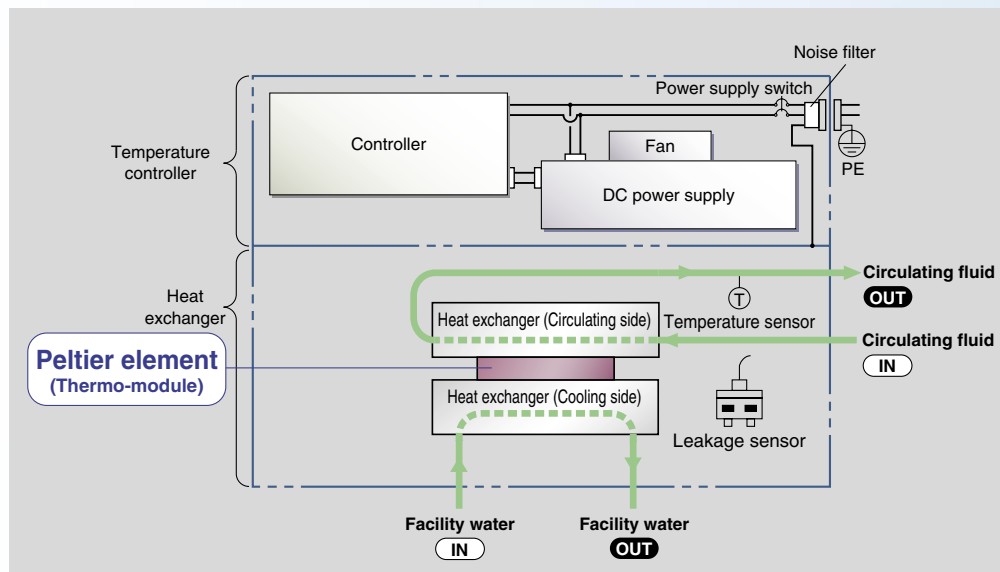 Noise filter
Power supply switch
Controller
Fan
Temperature
controller
PE
DC power supply
Circulating fluid
OUT
Heat
exchanger
Heat exchanger (Circulating side)
T
Temperature sensor
Circulating fluid
IN
Peltier element
(Thermo-module)
Heat exchanger (Cooling side)
Leakage sensor
Facility water
IN
Facility water
OUT